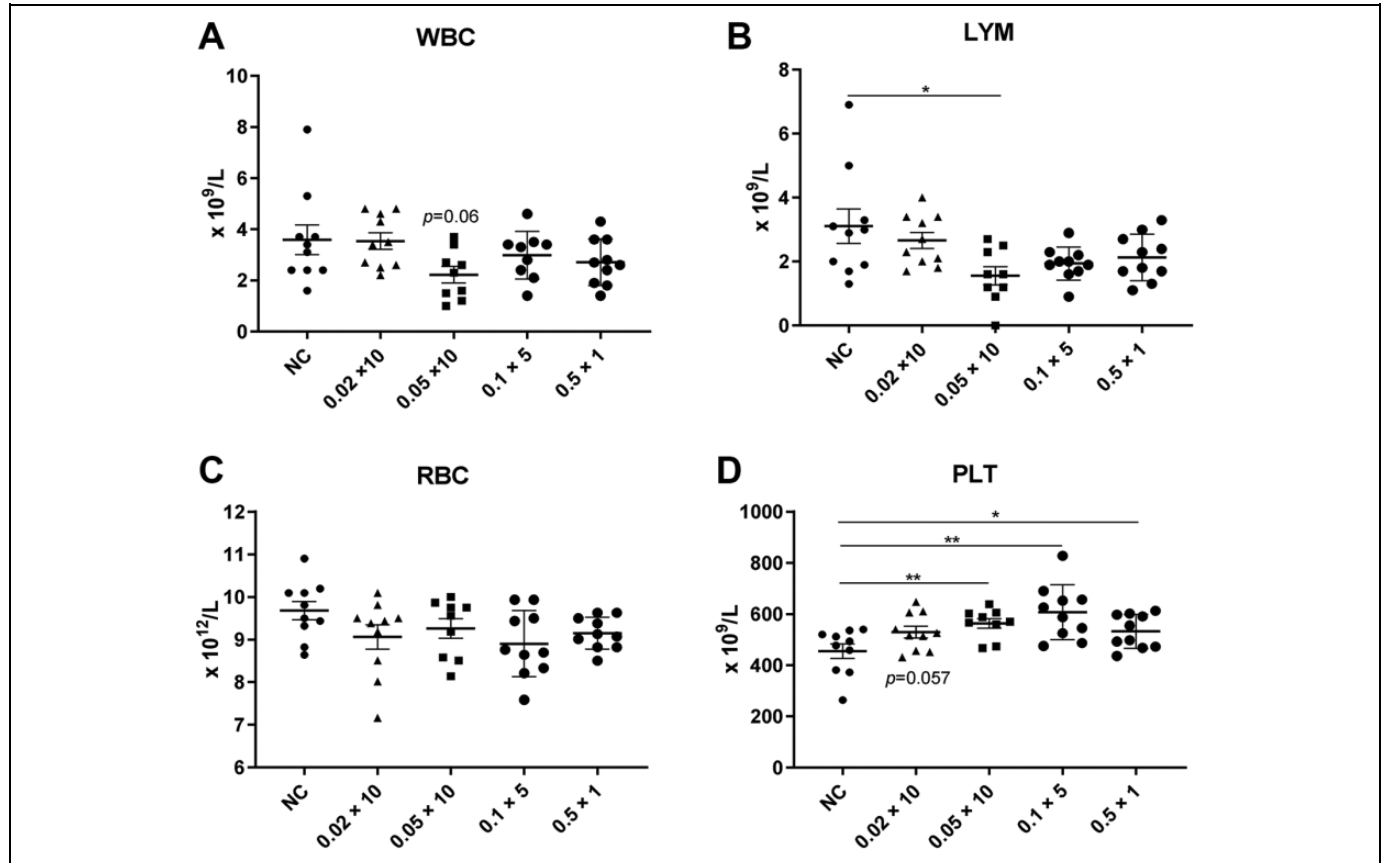 A
WBC
10
8
6
4
2
0
x 10⁹/L
p=0.06
NC
0.02 ×10
0.05 ×10
0.1 × 5
0.5 × 1
B
LYM
8
6
4
2
0
x 10⁹/L
*
NC
0.02 × 10
0.05 × 10
0.1 × 5
0.5 × 1
C
RBC
12
11
10
9
8
7
6
x 10¹²/L
NC
0.02 × 10
0.05 × 10
0.1 × 5
0.5 × 1
D
PLT
1000
800
600
400
200
0
x 10⁹/L
*
**
**
p=0.057
NC
0.02 × 10
0.05 × 10
0.1 × 5
0.5 × 1